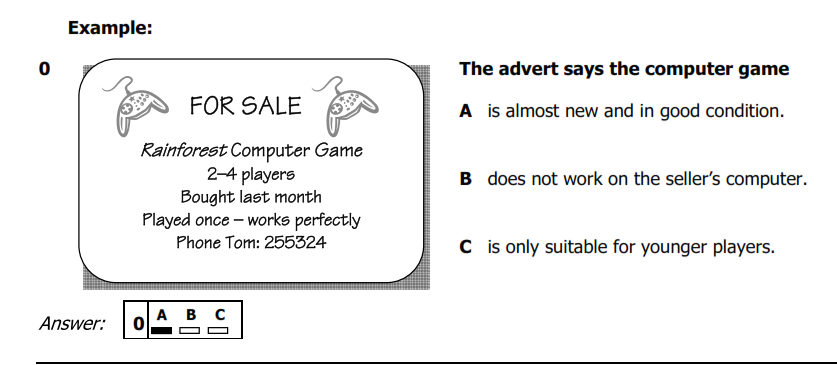 Example:
0
FOR SALE
Rainforest Computer Game
2–4 players
Bought last month
Played once – works perfectly
Phone Tom: 255324
The advert says the computer game
A is almost new and in good condition.
B does not work on the seller’s computer.
C is only suitable for younger players.
Answer:
0 A B C